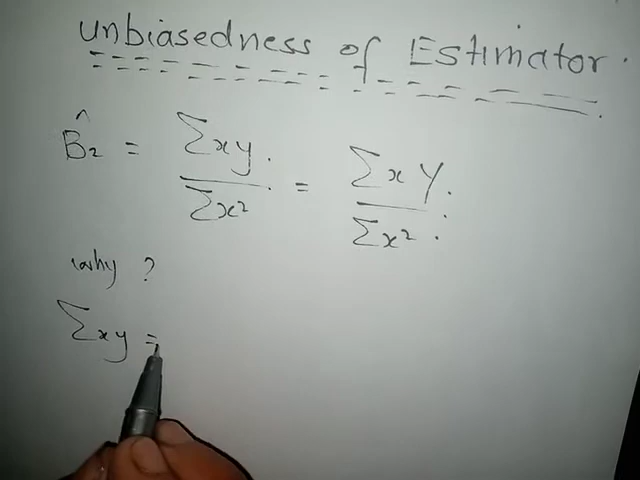 Unbiasedness of Estimator.
B̂₂ = Σxy / Σx² = ΣxY / Σx²
Why ?
Σxy =